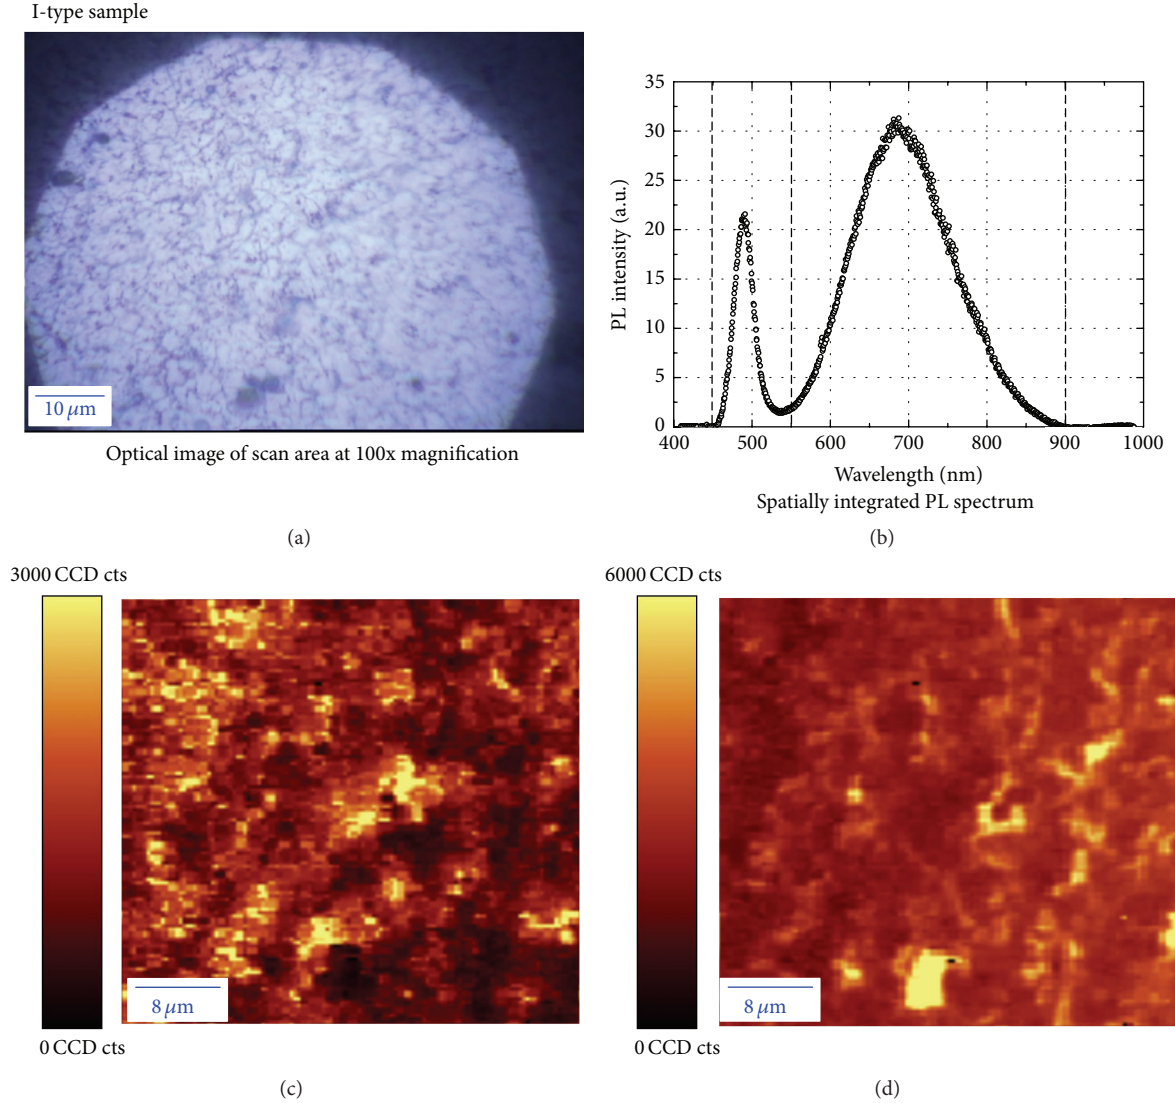 I-type sample
10 μm
Optical image of scan area at 100x magnification
(a)
35
30
25
20
15
10
5
0
PL intensity (a.u.)
400
500
600
700
800
900
1000
Wavelength (nm)
Spatially integrated PL spectrum
(b)
3000 CCD cts
8 μm
0 CCD cts
(c)
6000 CCD cts
8 μm
0 CCD cts
(d)